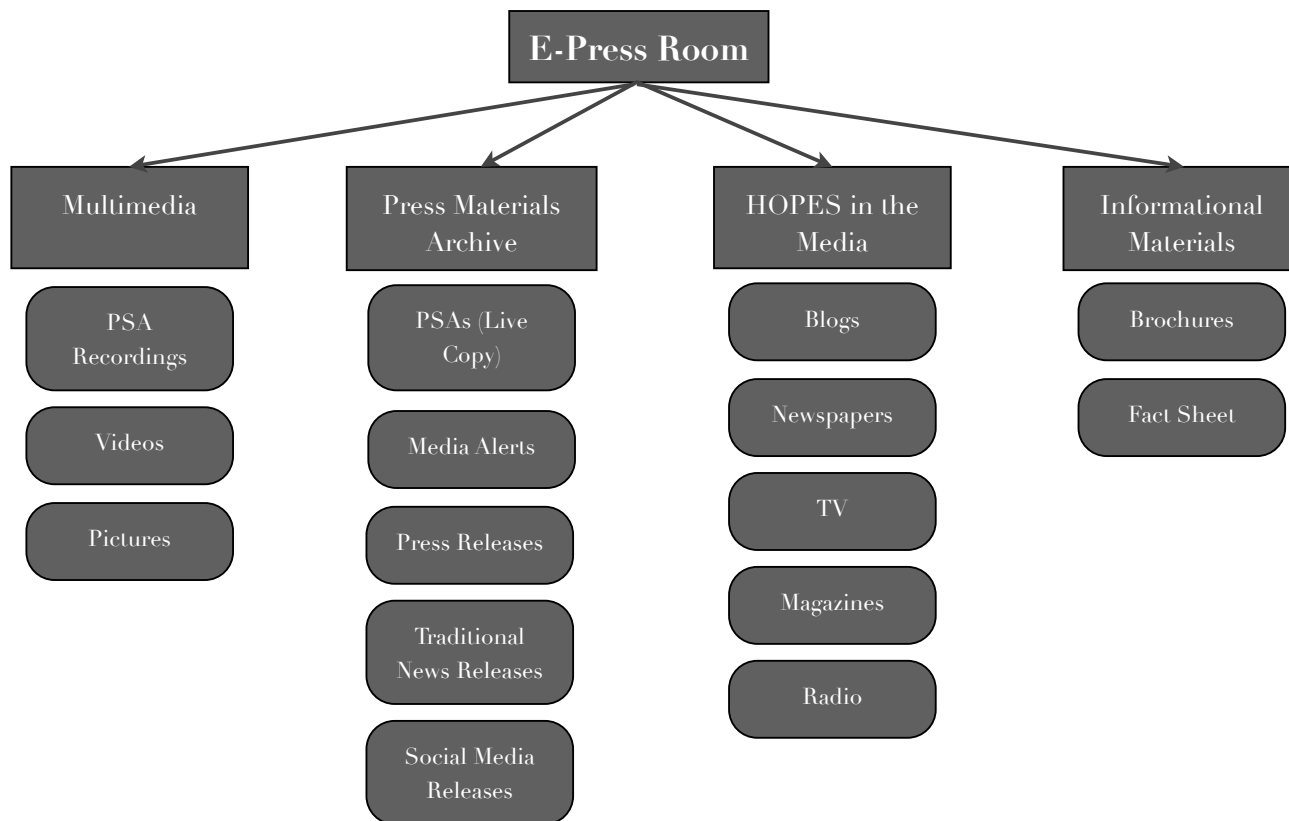 E-Press Room
Multimedia
PSA
Recordings
Videos
Pictures
Press Materials
Archive
PSAs (Live
Copy)
Media Alerts
Press Releases
Traditional
News Releases
Social Media
Releases
HOPES in the
Media
Blogs
Newspapers
TV
Magazines
Radio
Informational
Materials
Brochures
Fact Sheet